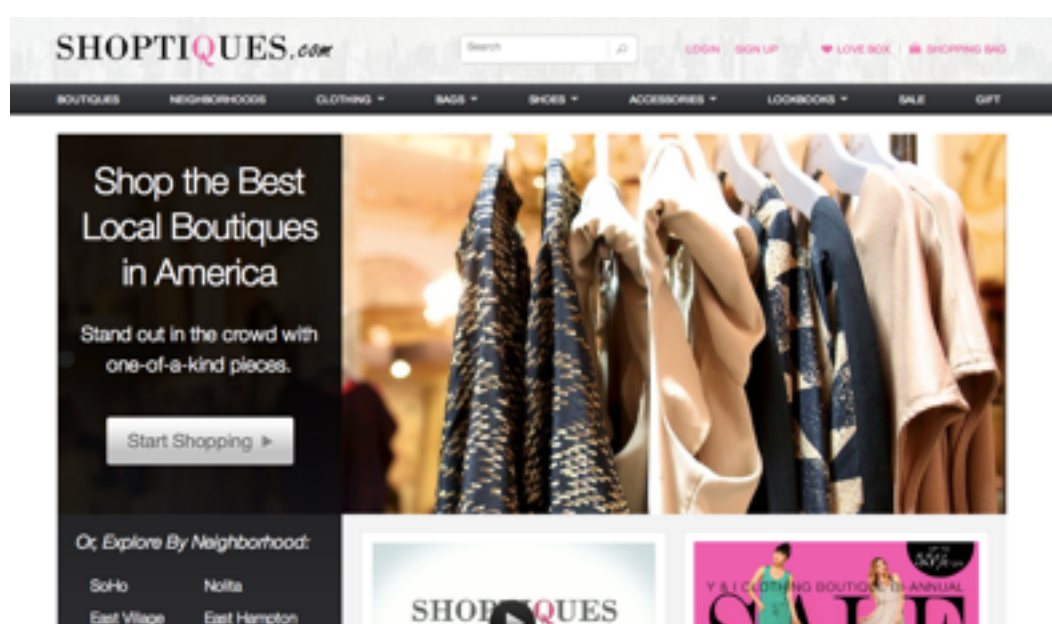 SHOPTIQUES.com
Search
LOGIN SIGN UP LOVE BOX SHOPPING BAG
BOUTIQUES NEIGHBORHOODS CLOTHING BAGS SHOES ACCESSORIES LOOKBOOKS SALE GIFT
Shop the Best
Local Boutiques
in America
Stand out in the crowd with
one-of-a-kind pieces.
Start Shopping
Or, Explore By Neighborhood:
SoHo Nolita
East Village East Hampton
SHOPTIQUES
Y & I CLOTHING BOUTIQUE BI-ANNUAL
SALE